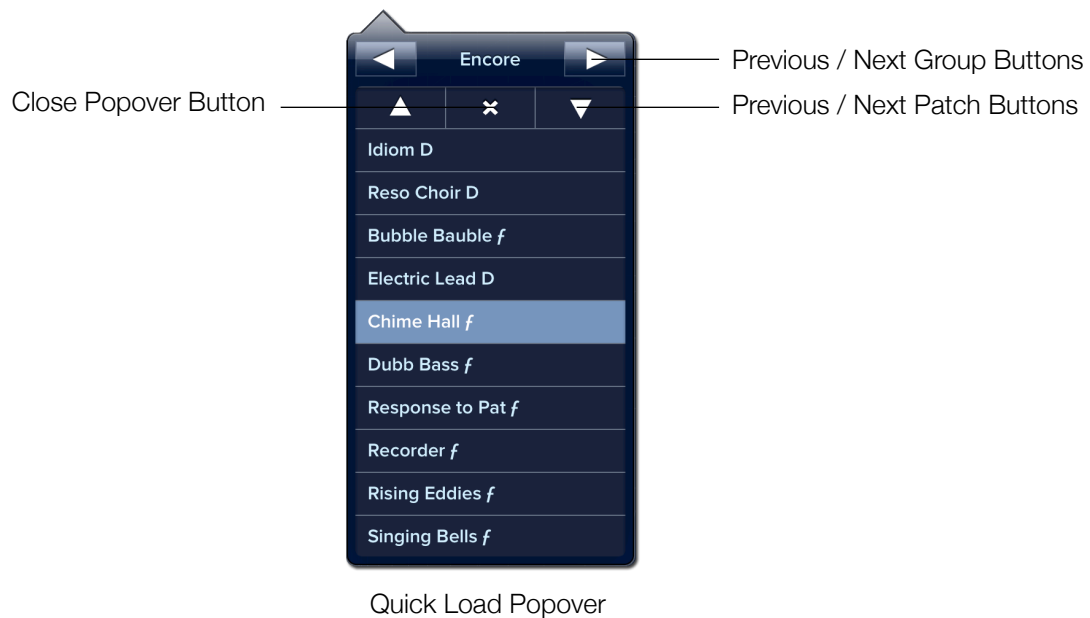 Encore
Previous / Next Group Buttons
Close Popover Button
Previous / Next Patch Buttons
Idiom D
Reso Choir D
Bubble Bauble ƒ
Electric Lead D
Chime Hall ƒ
Dubb Bass ƒ
Response to Pat ƒ
Recorder ƒ
Rising Eddies ƒ
Singing Bells ƒ
Quick Load Popover